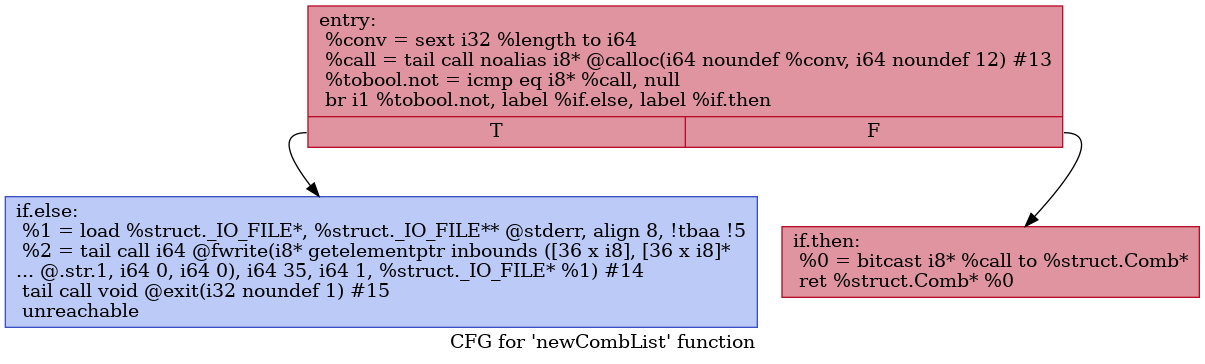 entry:
%conv = sext i32 %length to i64
%call = tail call noalias i8* @calloc(i64 noundef %conv, i64 noundef 12) #13
%tobool.not = icmp eq i8* %call, null
br i1 %tobool.not, label %if.else, label %if.then
T F
if.else:
%1 = load %struct._IO_FILE*, %struct._IO_FILE** @stderr, align 8, !tbaa !5
%2 = tail call i64 @fwrite(i8* getelementptr inbounds ([36 x i8], [36 x i8]*
... @.str.1, i64 0, i64 0), i64 35, i64 1, %struct._IO_FILE* %1) #14
tail call void @exit(i32 noundef 1) #15
unreachable
if.then:
%0 = bitcast i8* %call to %struct.Comb*
ret %struct.Comb* %0
CFG for 'newCombList' function